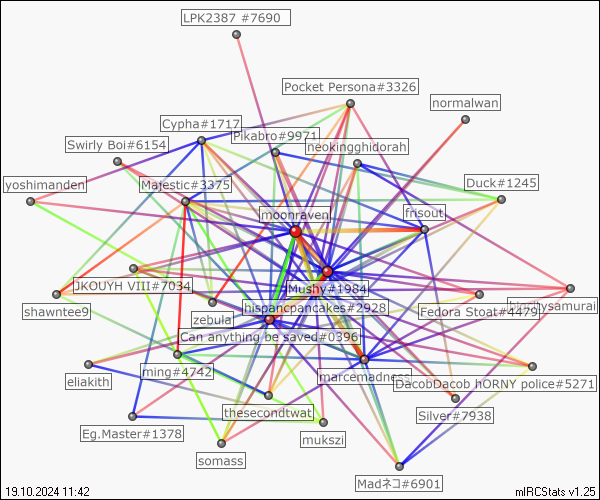 LPK2387 #7690
Pocket Persona#3326
normalwan
Cypha#1717
Pikabro#9971
neokingghidorah
Swirly Boi#6154
yoshimanden
Majestic#3375
Duck#1245
moonraven
frisout
JKOUYH VIII#7034
Mushy#1984
shawntee9
hispancpancakes#2928
Fedora Stoat#4479
zebula
Can anything be saved#0396
ming#4742
marcemadness
eliakith
DacobDacob hORNY police#5271
thesecondtwat
Silver#7938
Eg.Master#1378
mukszi
somass
Madネコ#6901
19.10.2024 11:42
mIRCStats v1.25